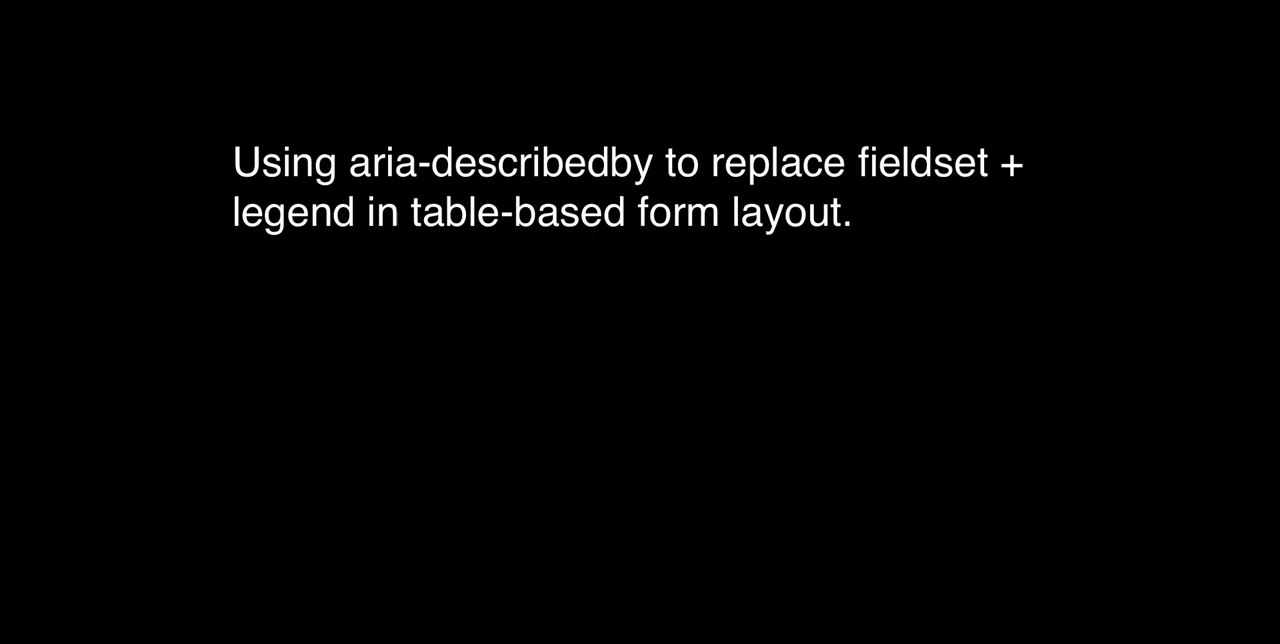 Using aria-describedby to replace fieldset +
legend in table-based form layout.